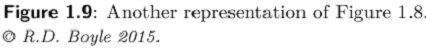 Figure 1.9: Another representation of Figure 1.8.
© R.D. Boyle 2015.